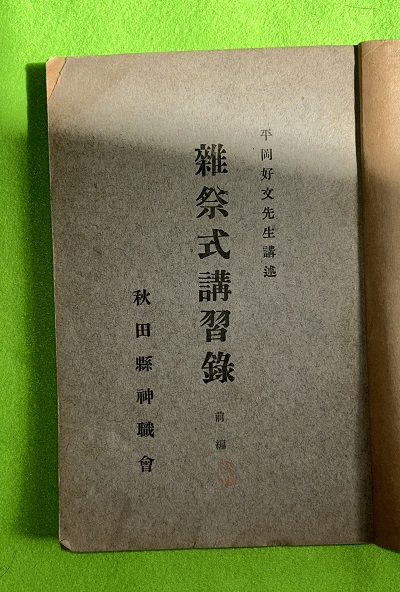 平岡好文先生講述
雜祭式講習錄 前編
秋田縣神職會